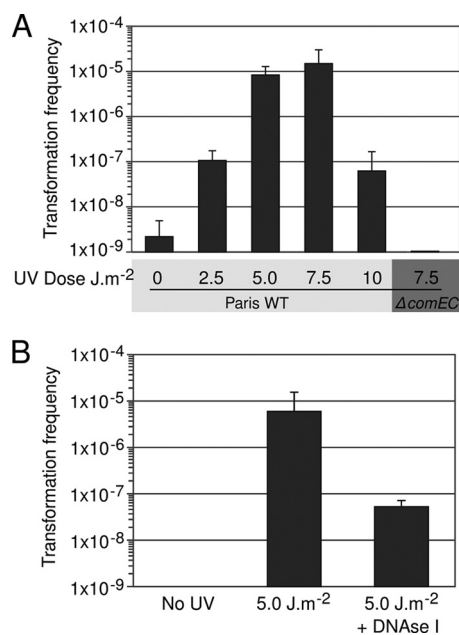 A
Transformation frequency
1x10⁻⁴
1x10⁻⁵
1x10⁻⁶
1x10⁻⁷
1x10⁻⁸
1x10⁻⁹
UV Dose J.m⁻² 0 2.5 5.0 7.5 10 7.5
Paris WT ΔcomEC
B
Transformation frequency
1x10⁻⁴
1x10⁻⁵
1x10⁻⁶
1x10⁻⁷
1x10⁻⁸
1x10⁻⁹
No UV 5.0 J.m⁻² 5.0 J.m⁻²
+ DNAse I